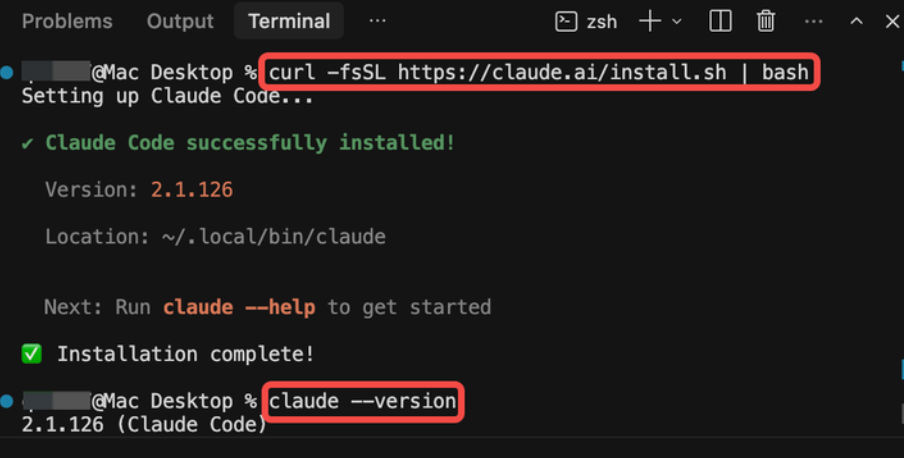 Problems Output Terminal ··· zsh
@Mac Desktop % curl -fsSL https://claude.ai/install.sh | bash
Setting up Claude Code...
✔ Claude Code successfully installed!
Version: 2.1.126
Location: ~/.local/bin/claude
Next: Run claude --help to get started
✅ Installation complete!
@Mac Desktop % claude --version
2.1.126 (Claude Code)